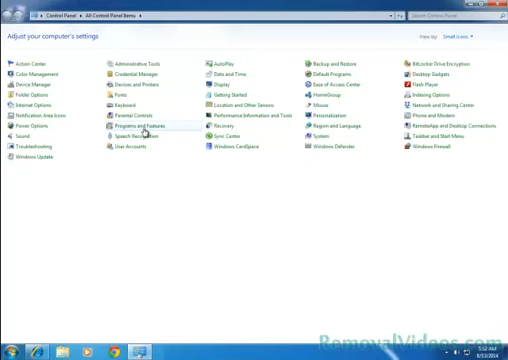 Control Panel ▸ All Control Panel Items ▸
Search Control Panel
Adjust your computer's settings
View by: Small icons
Action Center
Administrative Tools
AutoPlay
Backup and Restore
BitLocker Drive Encryption
Color Management
Credential Manager
Date and Time
Default Programs
Desktop Gadgets
Device Manager
Devices and Printers
Display
Ease of Access Center
Flash Player
Folder Options
Fonts
Getting Started
HomeGroup
Indexing Options
Internet Options
Keyboard
Location and Other Sensors
Mouse
Network and Sharing Center
Notification Area Icons
Parental Controls
Performance Information and Tools
Personalization
Phone and Modem
Power Options
Programs and Features
Recovery
Region and Language
RemoteApp and Desktop Connections
Sound
Speech Recognition
Sync Center
System
Taskbar and Start Menu
Troubleshooting
User Accounts
Windows CardSpace
Windows Defender
Windows Firewall
Windows Update
RemovalVideos.com
5:52 AM
8/13/2014